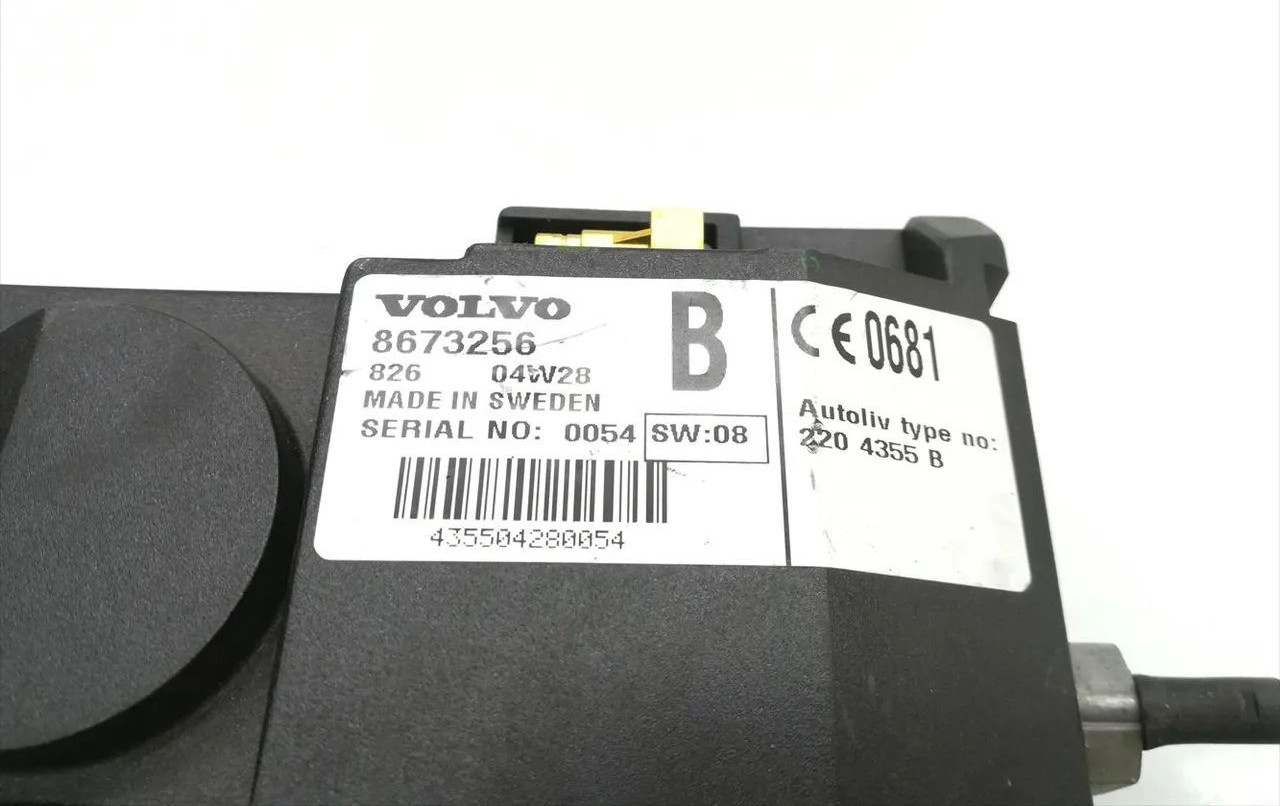 VOLVO
8673256
B
826 04W28
MADE IN SWEDEN
SERIAL NO: 0054 SW:08
435504280054
CE 0681
Autoliv type no:
220 4355 B